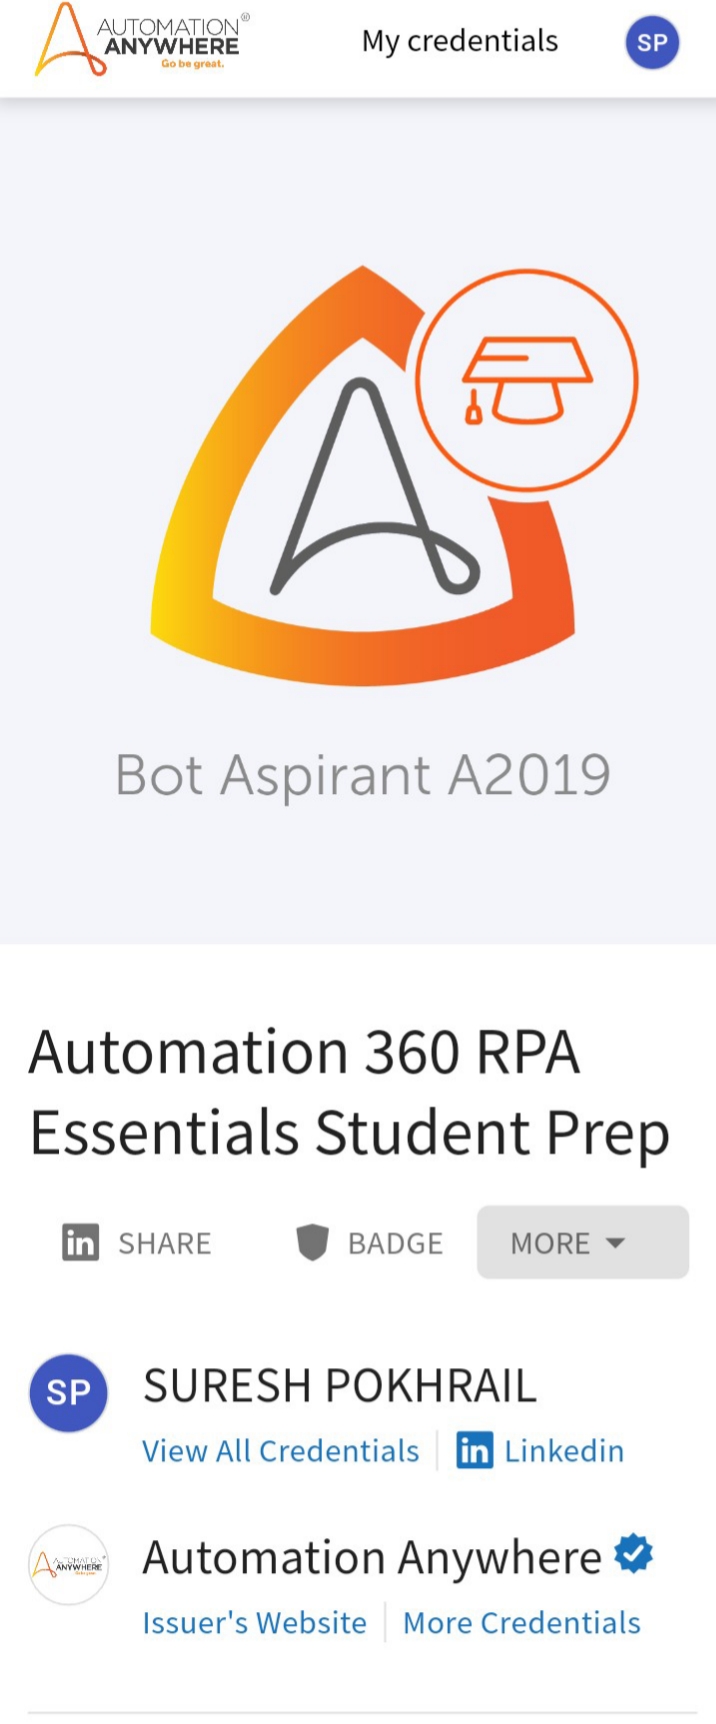 AUTOMATION®
ANYWHERE
Go be great.
My credentials
SP
Bot Aspirant A2019
Automation 360 RPA
Essentials Student Prep
in SHARE
BADGE
MORE
SP
SURESH POKHRAIL
View All Credentials
in Linkedin
AUTOMATION
ANYWHERE
Go be great.
Automation Anywhere
Issuer's Website
More Credentials